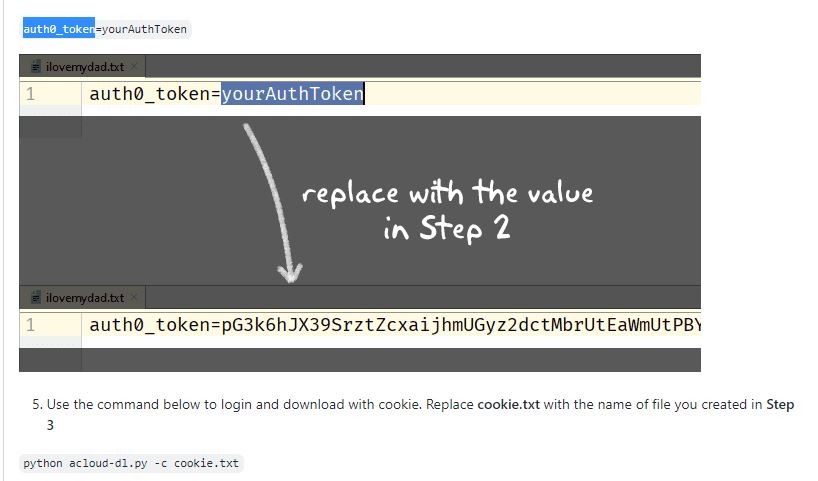 auth0_token=yourAuthToken
ilovemydad.txt ×
1 auth0_token=yourAuthToken
replace with the value
in Step 2
ilovemydad.txt ×
1 auth0_token=pG3k6hJX39SrztZcxaijhmUGyz2dctMbrUtEaWmUtPBY
5. Use the command below to login and download with cookie. Replace cookie.txt with the name of file you created in Step
3
python acloud-dl.py -c cookie.txt